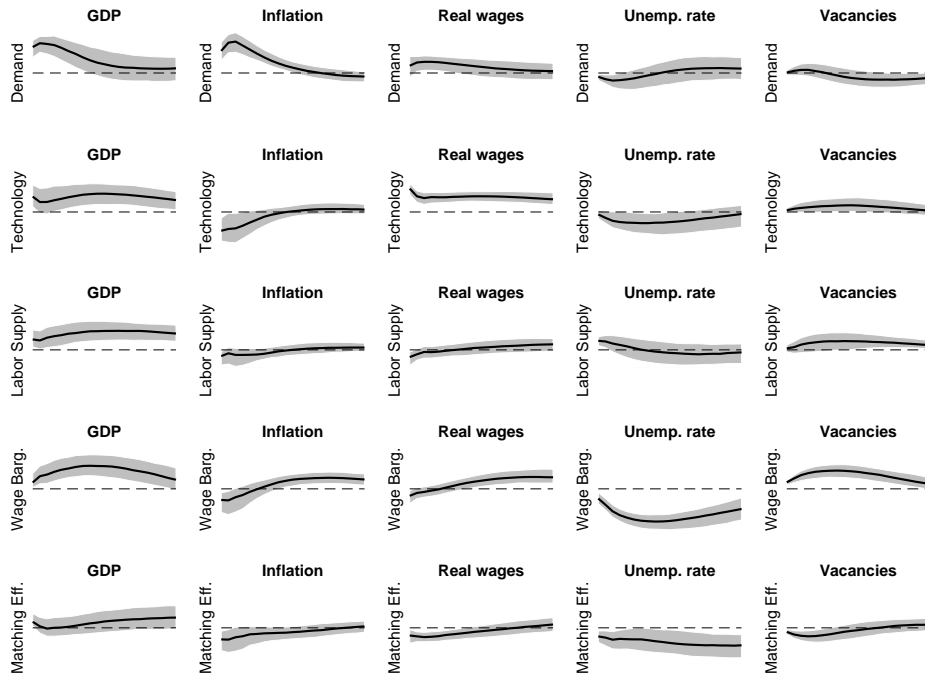 GDP Inflation Real wages Unemp. rate Vacancies
Demand Demand Demand Demand Demand
GDP Inflation Real wages Unemp. rate Vacancies
Technology Technology Technology Technology Technology
GDP Inflation Real wages Unemp. rate Vacancies
Labor Supply Labor Supply Labor Supply Labor Supply Labor Supply
GDP Inflation Real wages Unemp. rate Vacancies
Wage Barg. Wage Barg. Wage Barg. Wage Barg. Wage Barg.
GDP Inflation Real wages Unemp. rate Vacancies
Matching Eff. Matching Eff. Matching Eff. Matching Eff. Matching Eff.